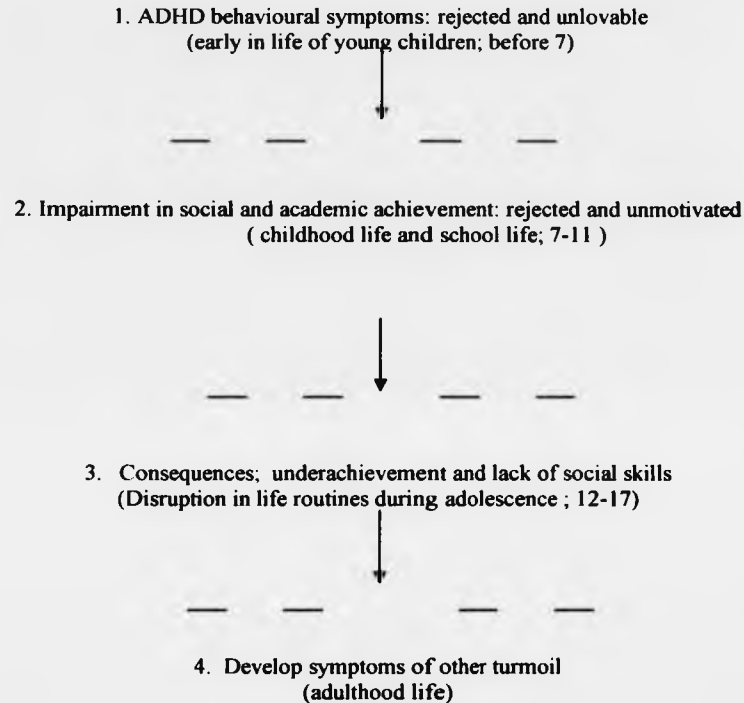 1. ADHD behavioural symptoms: rejected and unlovable
(early in life of young children; before 7)
2. Impairment in social and academic achievement: rejected and unmotivated
( childhood life and school life; 7-11 )
3. Consequences; underachievement and lack of social skills
(Disruption in life routines during adolescence ; 12-17)
4. Develop symptoms of other turmoil
(adulthood life)